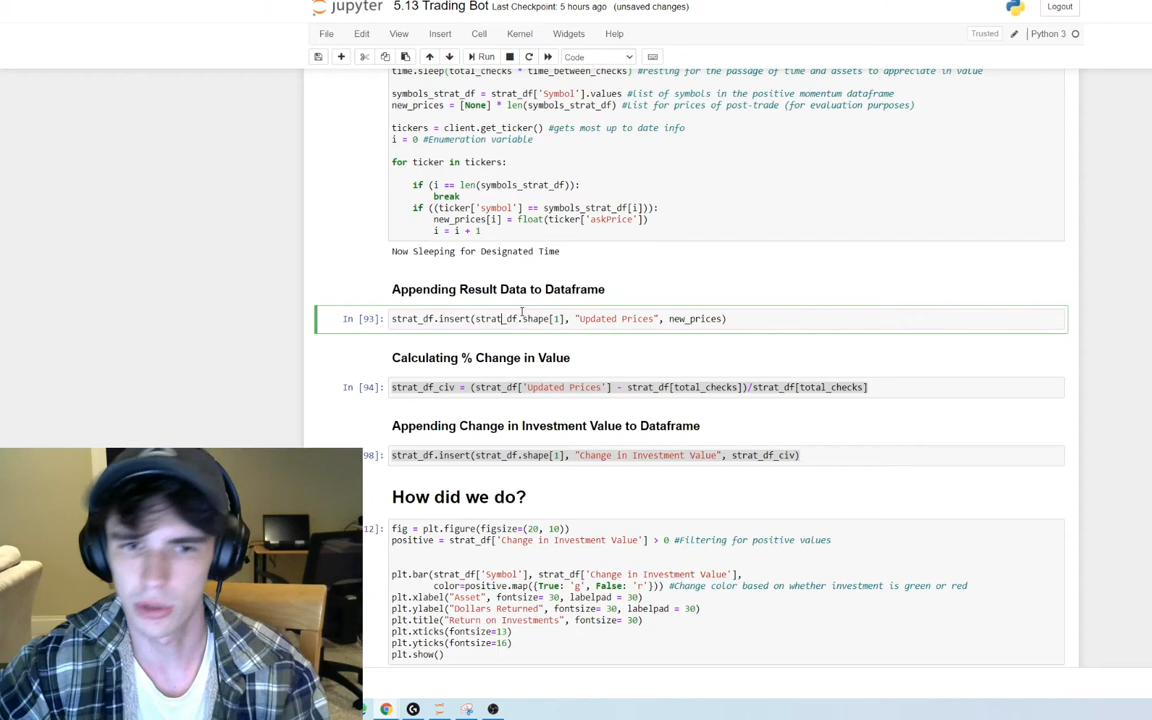 jupyter 5.13 Trading Bot Last Checkpoint: 5 hours ago (unsaved changes) Logout
File Edit View Insert Cell Kernel Widgets Help Trusted Python 3
Run Code
time.sleep(total_checks * time_between_checks) #resting for the passage of time and assets to appreciate in value
symbols_strat_df = strat_df['Symbol'].values #list of symbols in the positive momentum dataframe
new_prices = [None] * len(symbols_strat_df) #List for prices of post-trade (for evaluation purposes)
tickers = client.get_ticker() #gets most up to date info
i = 0 #Enumeration variable
for ticker in tickers:
if (i == len(symbols_strat_df)):
break
if ((ticker['symbol'] == symbols_strat_df[i])):
new_prices[i] = float(ticker['askPrice'])
i = i + 1
Now Sleeping for Designated Time
Appending Result Data to Dataframe
In [93]: strat_df.insert(strat_df.shape[1], "Updated Prices", new_prices)
Calculating % Change in Value
In [94]: strat_df_civ = (strat_df['Updated Prices'] - strat_df[total_checks])/strat_df[total_checks]
Appending Change in Investment Value to Dataframe
98]: strat_df.insert(strat_df.shape[1], "Change in Investment Value", strat_df_civ)
How did we do?
12]: fig = plt.figure(figsize=(20, 10))
positive = strat_df['Change in Investment Value'] > 0 #Filtering for positive values
plt.bar(strat_df['Symbol'], strat_df['Change in Investment Value'],
color=positive.map({True: 'g', False: 'r'})) #Change color based on whether investment is green or red
plt.xlabel("Asset", fontsize= 30, labelpad = 30)
plt.ylabel("Dollars Returned", fontsize= 30, labelpad = 30)
plt.title("Return on Investments", fontsize= 30)
plt.xticks(fontsize=13)
plt.yticks(fontsize=16)
plt.show()